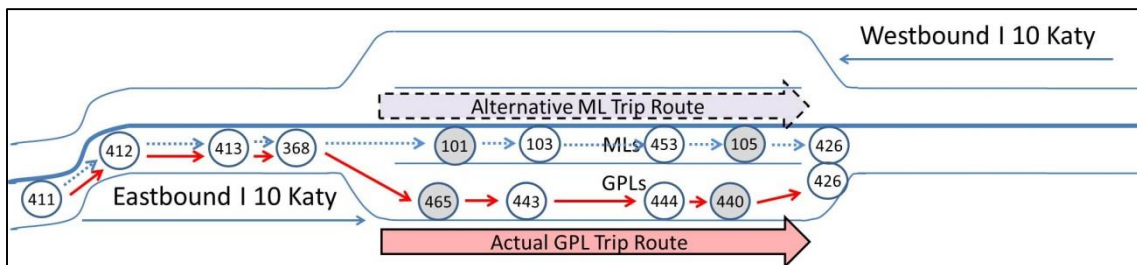 Westbound I 10 Katy
Alternative ML Trip Route
412 413 368 101 103 MLs 453 105 426
411 Eastbound I 10 Katy 465 443 GPLs 444 440 426
Actual GPL Trip Route